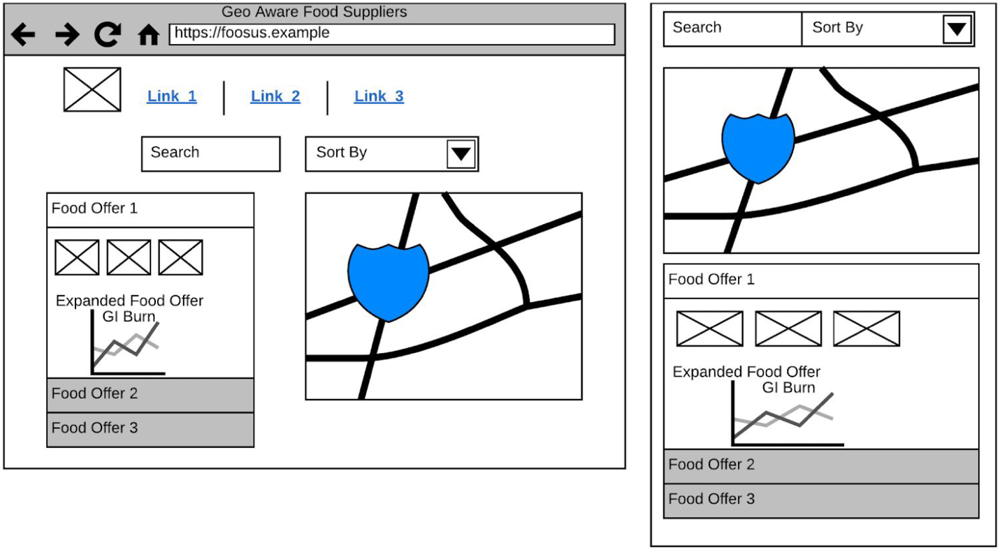 Geo Aware Food Suppliers
https://foosus.example
Link 1
Link 2
Link 3
Search
Sort By
Food Offer 1
Expanded Food Offer
GI Burn
Food Offer 2
Food Offer 3
Search
Sort By
Food Offer 1
Expanded Food Offer
GI Burn
Food Offer 2
Food Offer 3